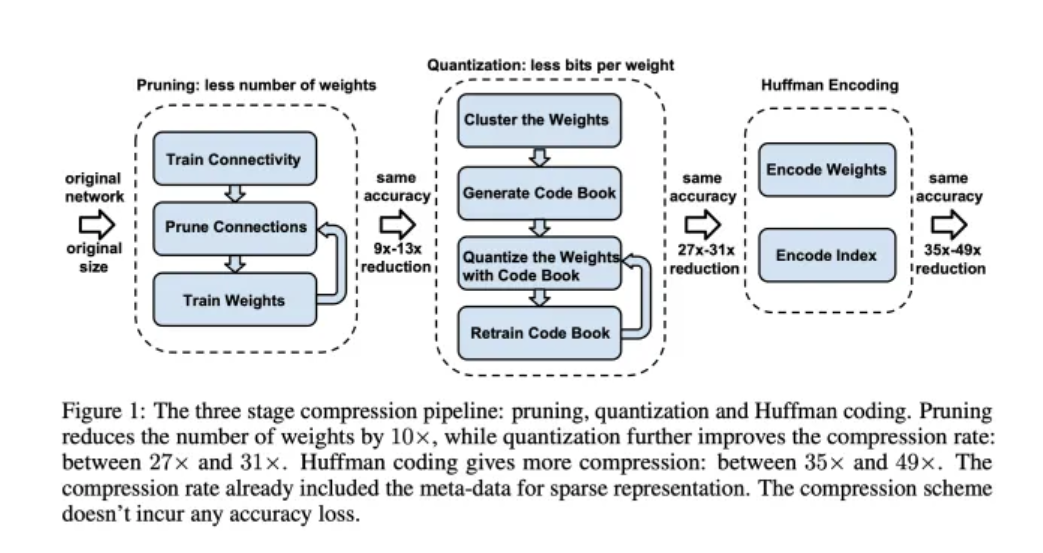 Pruning: less number of weights
Quantization: less bits per weight
Huffman Encoding
original
network
original
size
Train Connectivity
Prune Connections
Train Weights
same
accuracy
9x-13x
reduction
Cluster the Weights
Generate Code Book
Quantize the Weights
with Code Book
Retrain Code Book
same
accuracy
27x-31x
reduction
Encode Weights
Encode Index
same
accuracy
35x-49x
reduction
Figure 1: The three stage compression pipeline: pruning, quantization and Huffman coding. Pruning
reduces the number of weights by 10×, while quantization further improves the compression rate:
between 27× and 31×. Huffman coding gives more compression: between 35× and 49×. The
compression rate already included the meta-data for sparse representation. The compression scheme
doesn't incur any accuracy loss.